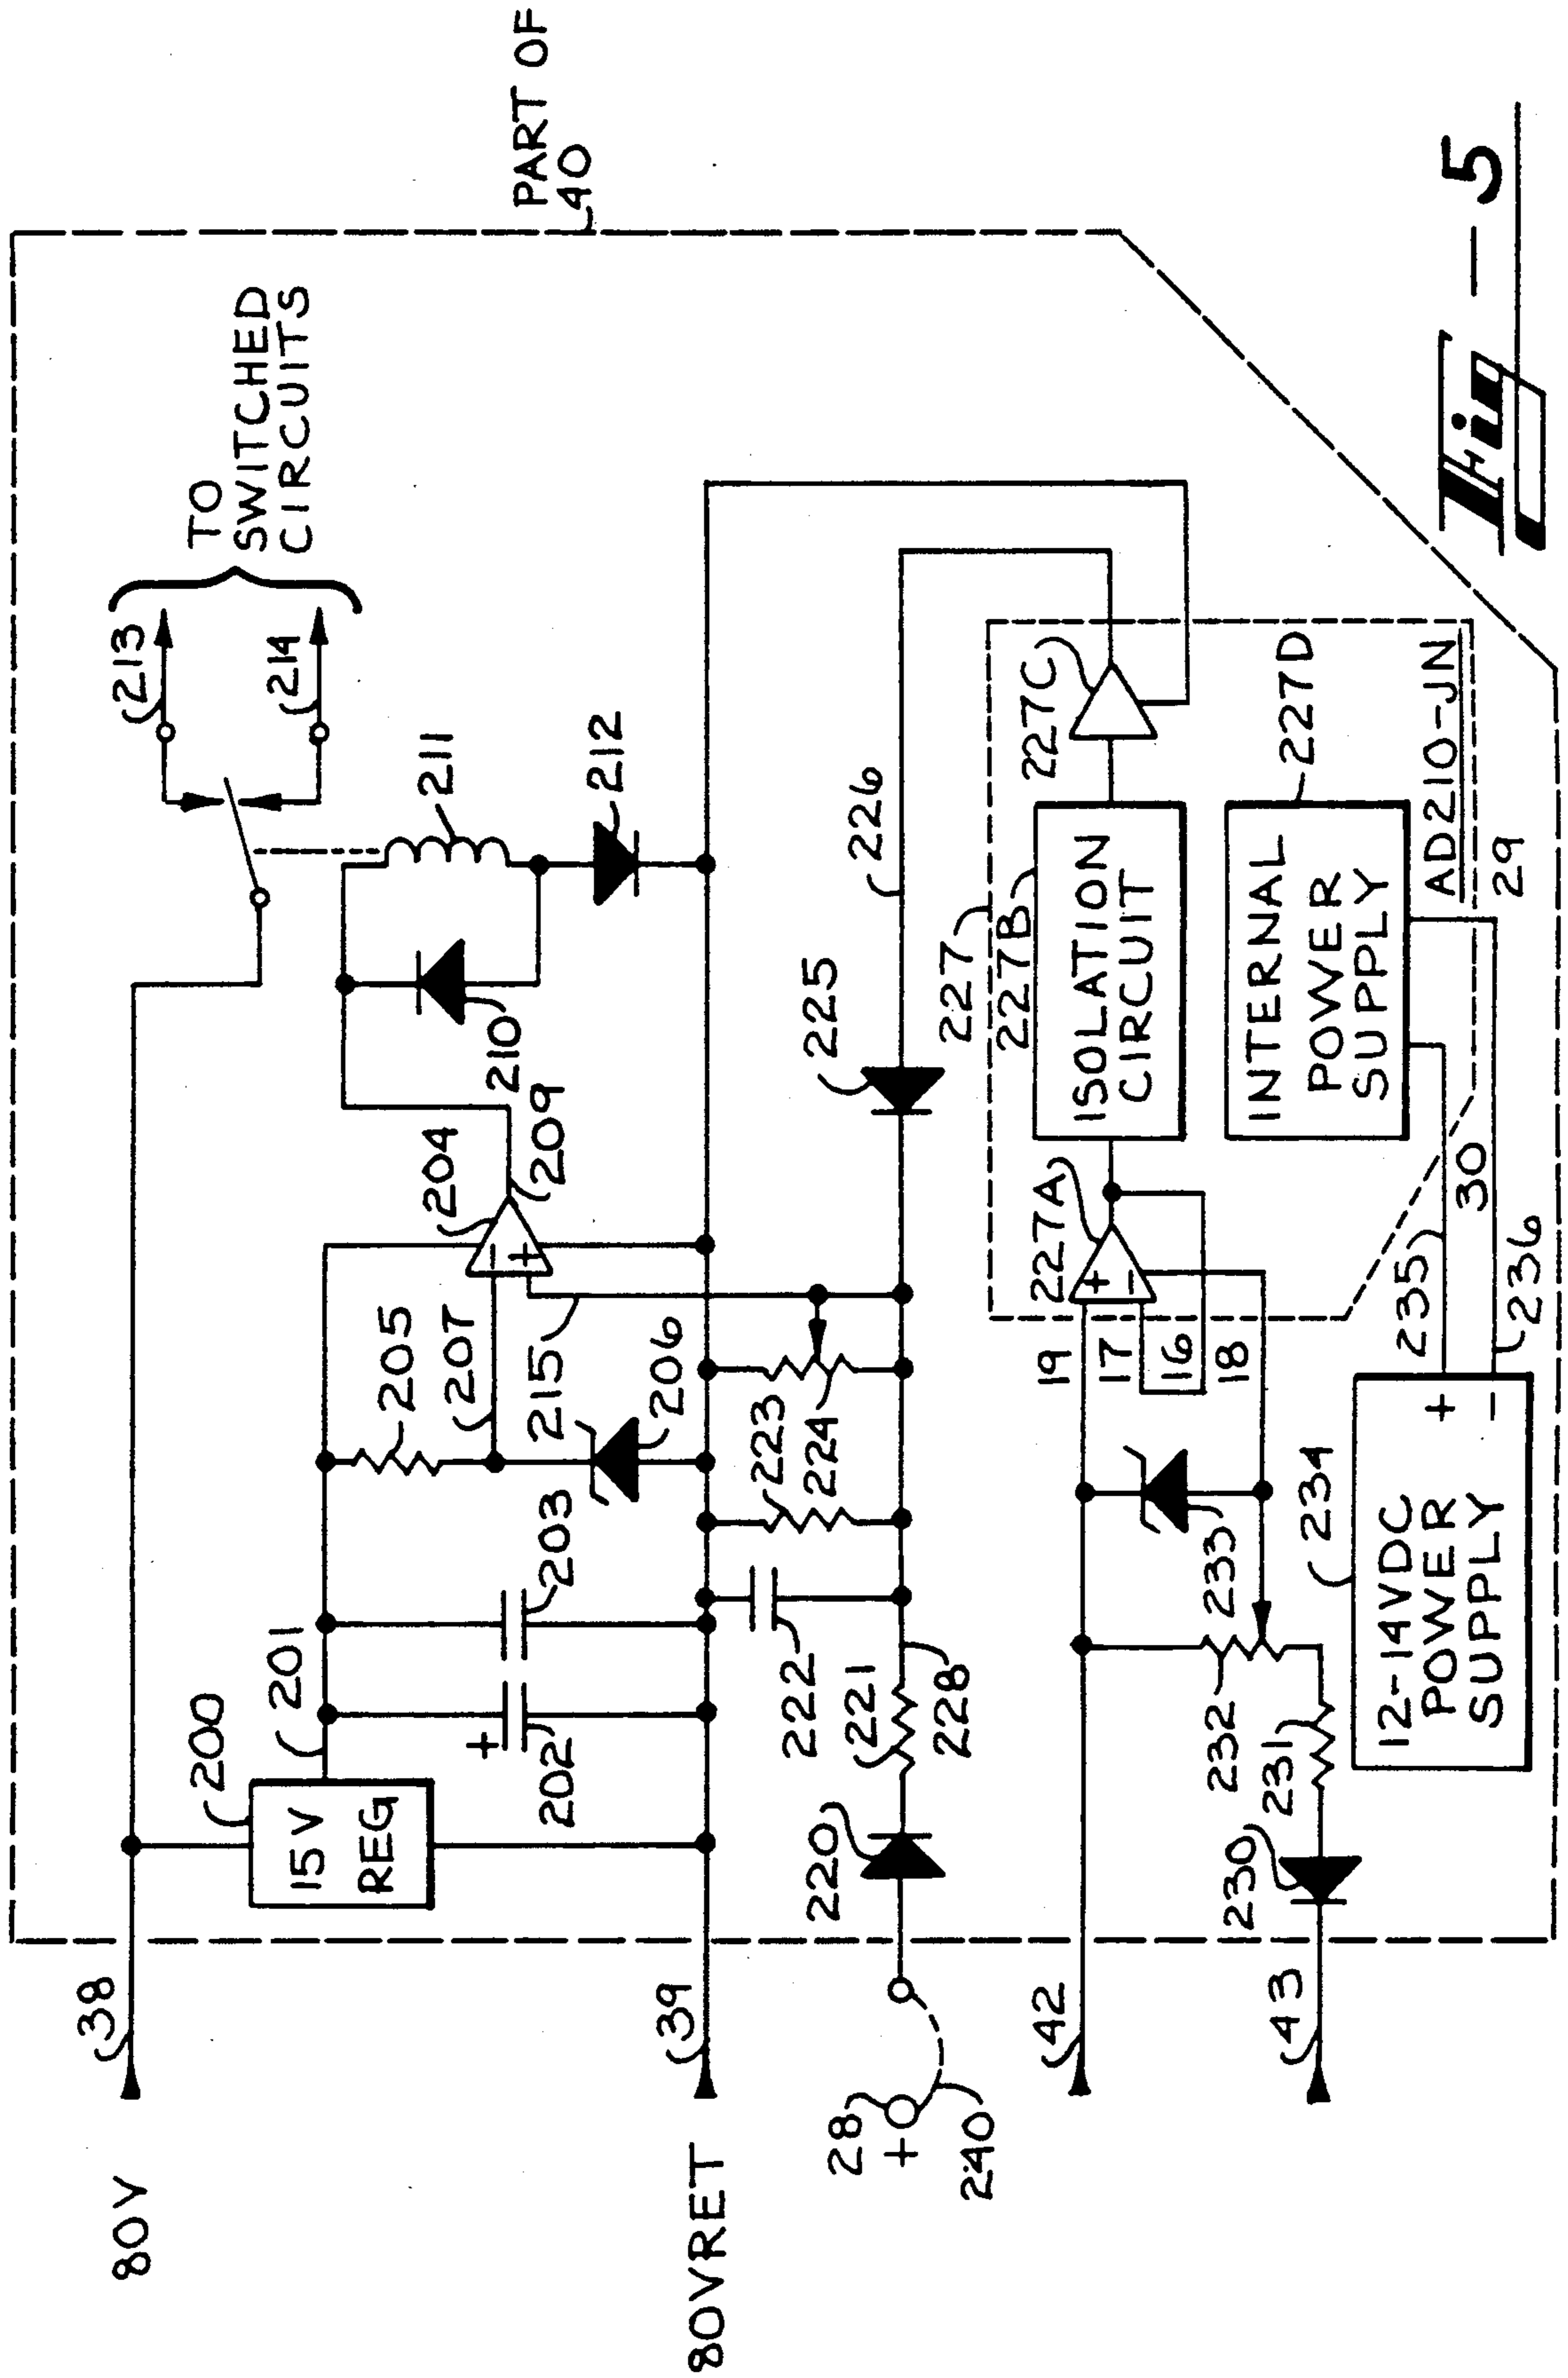 80V
38
200
15V
REG
201
202
+
203
205
207
204
−
+
209
215
206
210
211
212
213
214
TO
SWITCHED
CIRCUITS
PART OF
40
80VRET
39
28
+
240
220
221
228
222
223
224
225
226
227
227A
+
−
227B
ISOLATION
CIRCUIT
227C
INTERNAL
POWER
SUPPLY
227D
AD210-JN
42
43
230
231
232
233
19
17
16
18
234
12-14VDC
POWER
SUPPLY
+
−
235
30
236
29
Fig-5